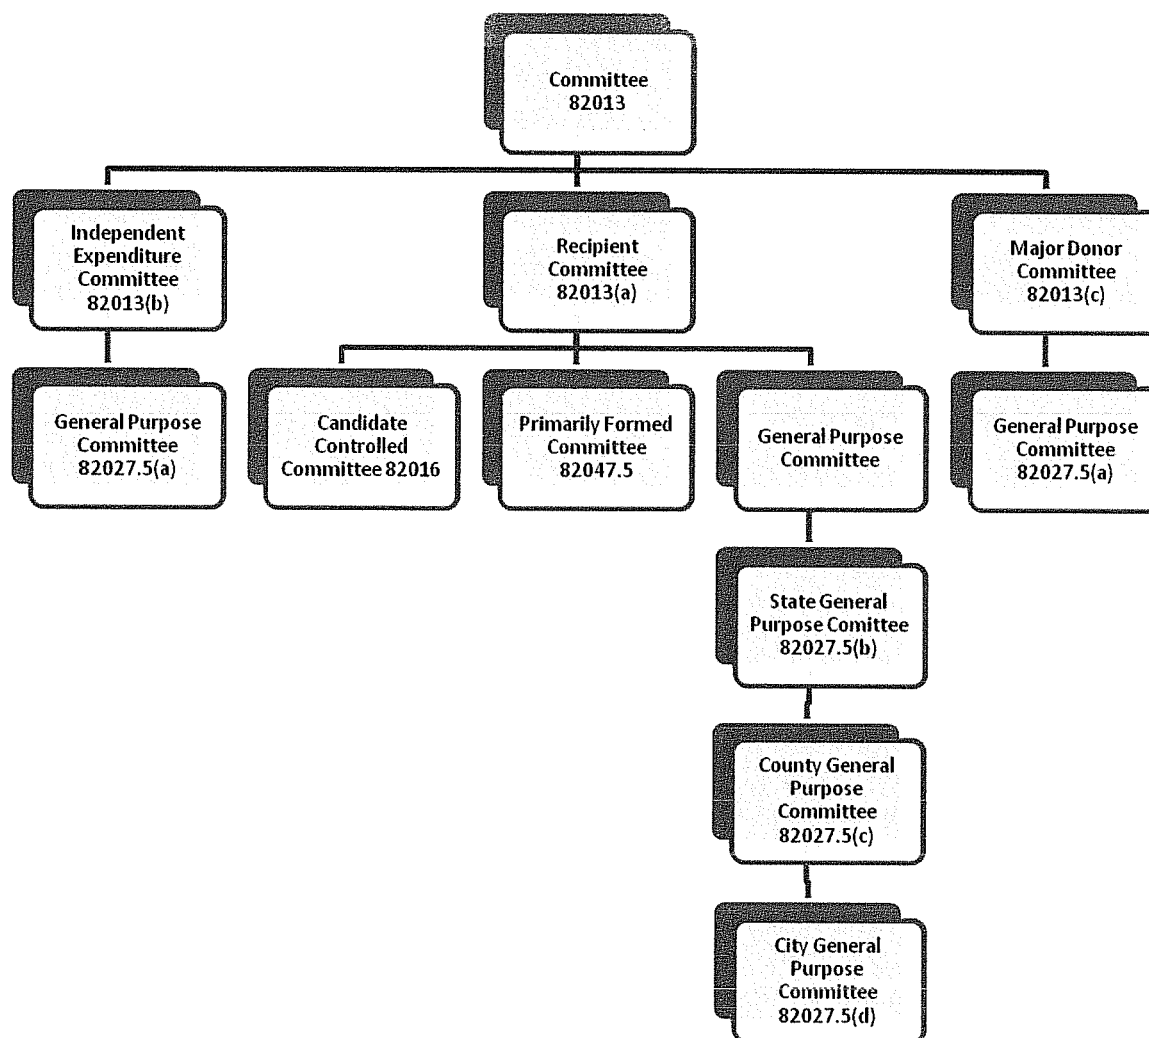 Committee
82013
Independent
Expenditure
Committee
82013(b)
Recipient
Committee
82013(a)
Major Donor
Committee
82013(c)
General Purpose
Committee
82027.5(a)
Candidate
Controlled
Committee 82016
Primarily Formed
Committee
82047.5
General Purpose
Committee
General Purpose
Committee
82027.5(a)
State General
Purpose Comittee
82027.5(b)
County General
Purpose
Committee
82027.5(c)
City General
Purpose
Committee
82027.5(d)